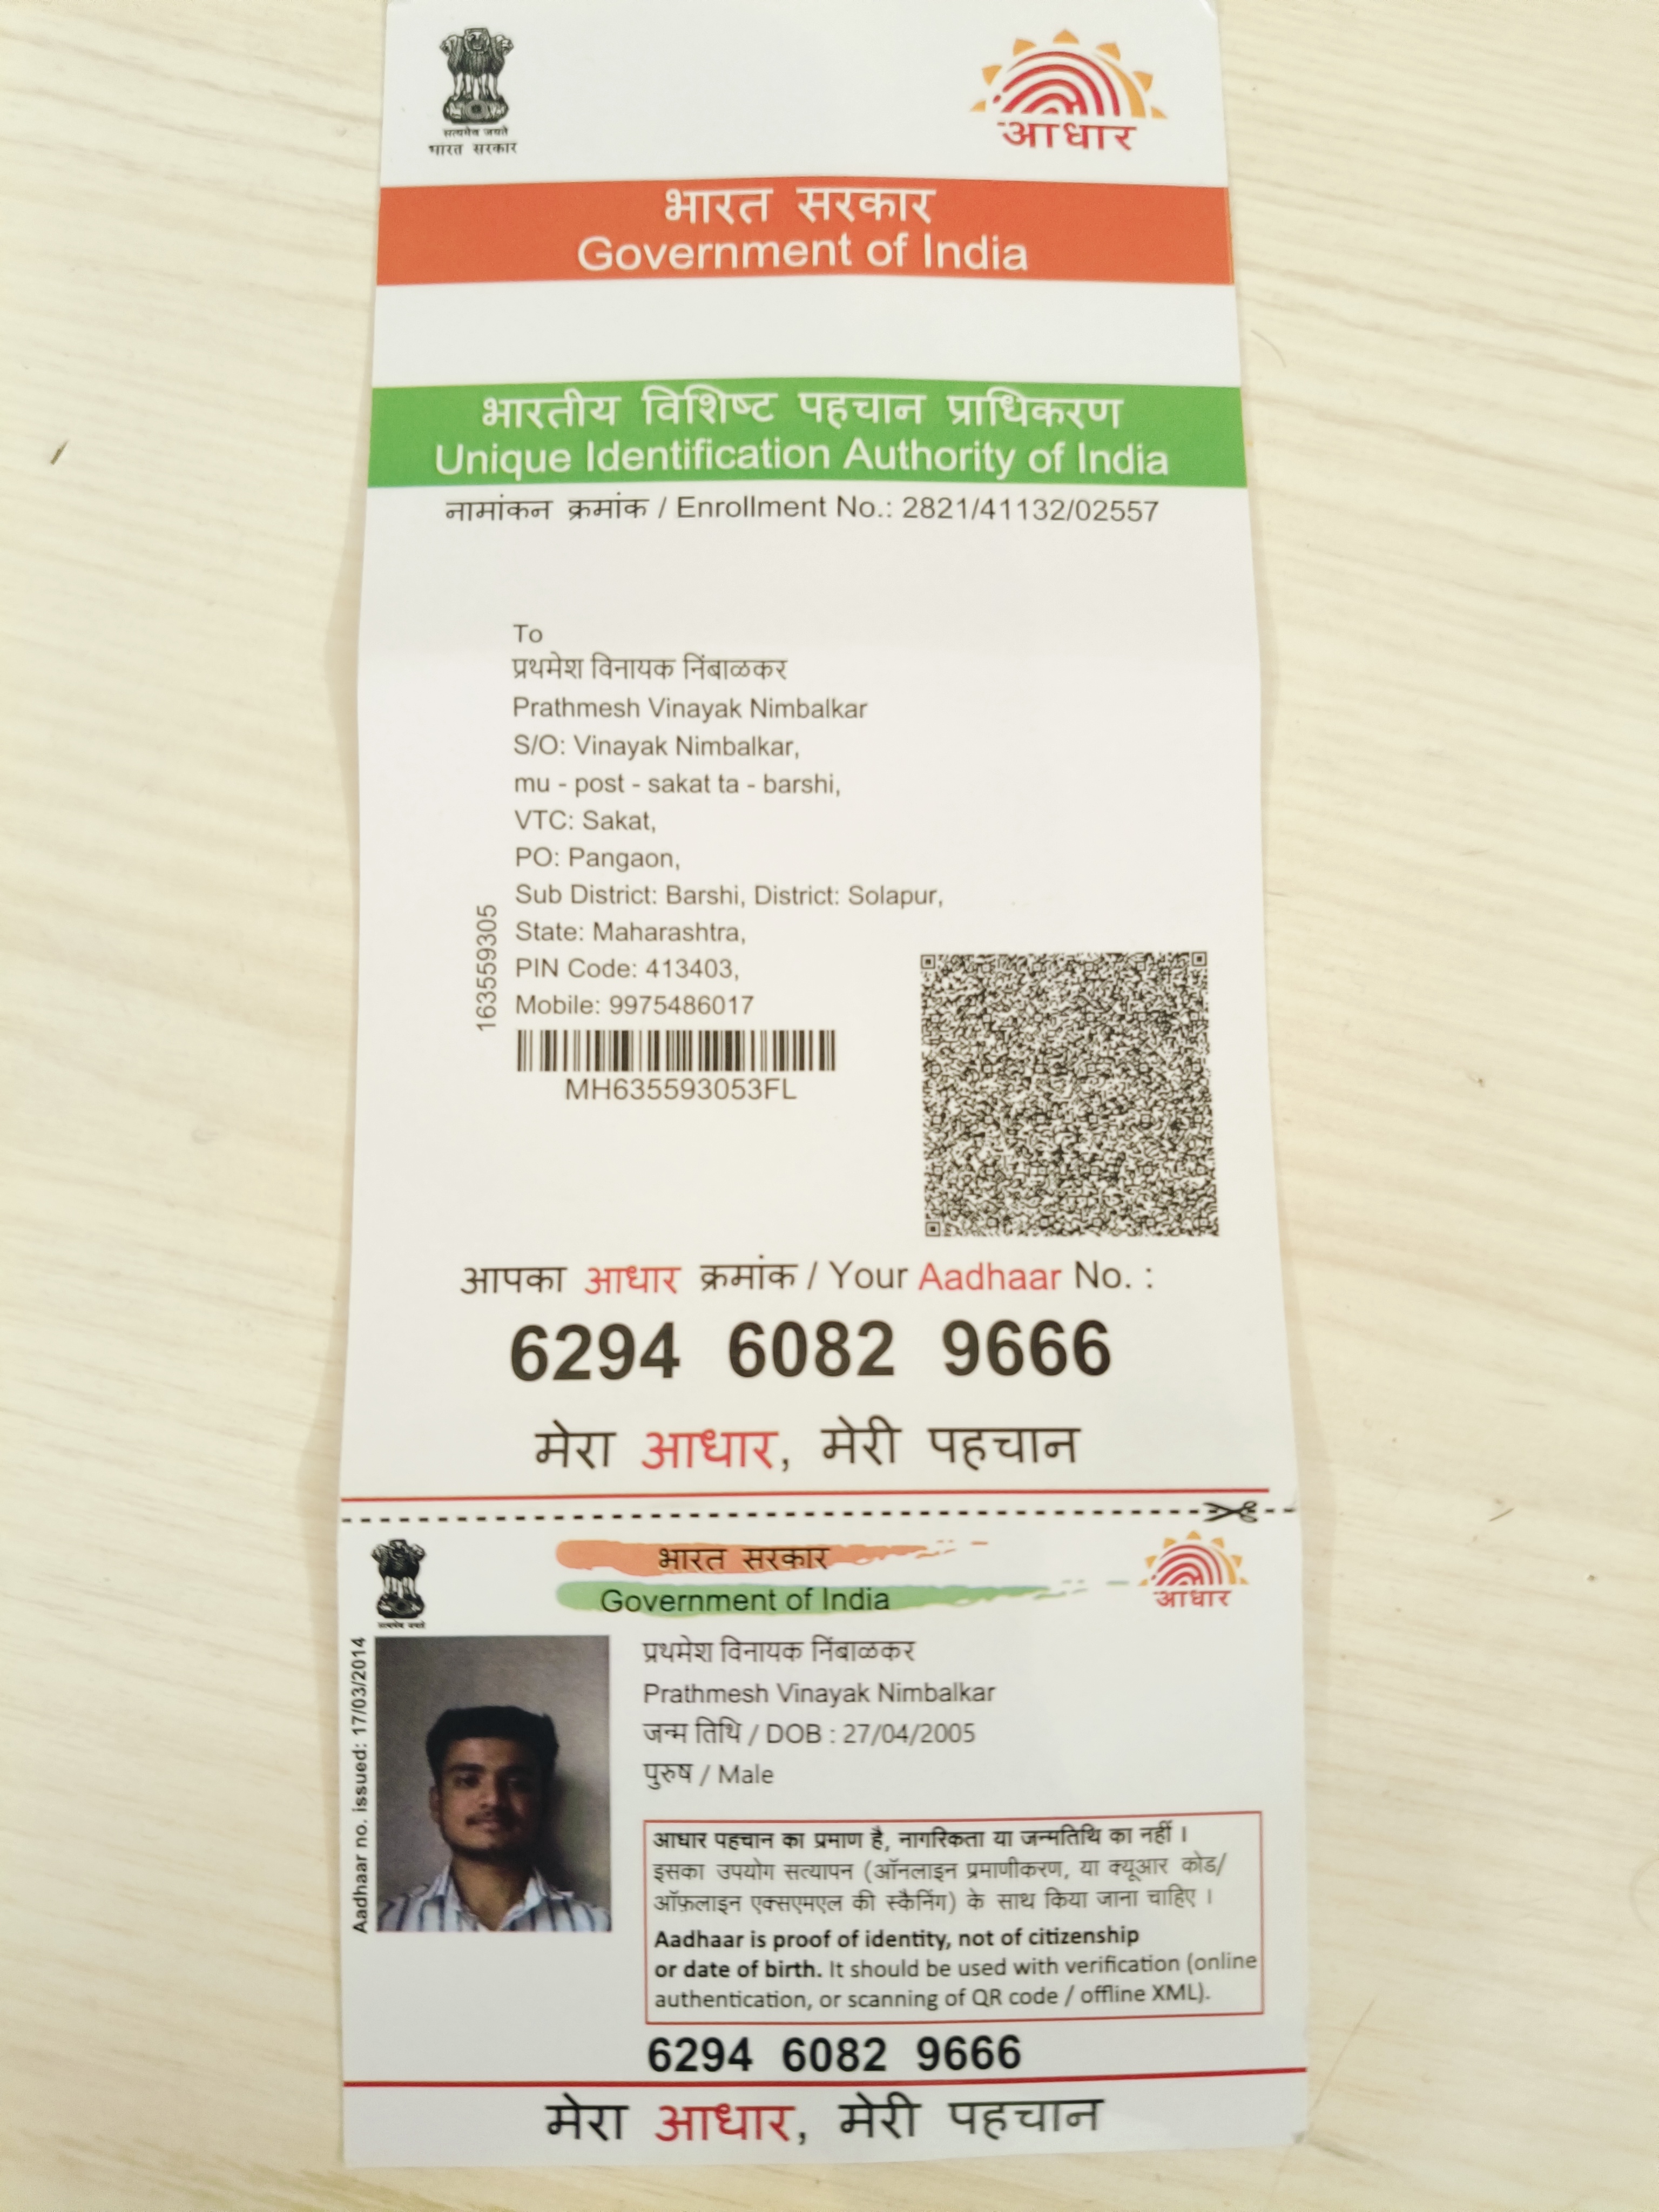 सत्यमेव जयते
भारत सरकार
आधार
भारत सरकार
Government of India
भारतीय विशिष्ट पहचान प्राधिकरण
Unique Identification Authority of India
नामांकन क्रमांक / Enrollment No.: 2821/41132/02557
To
प्रथमेश विनायक निंबाळकर
Prathmesh Vinayak Nimbalkar
S/O: Vinayak Nimbalkar,
mu - post - sakat ta - barshi,
VTC: Sakat,
PO: Pangaon,
Sub District: Barshi, District: Solapur,
State: Maharashtra,
PIN Code: 413403,
Mobile: 9975486017
163559305
MH635593053FL
आपका आधार क्रमांक / Your Aadhaar No. :
6294 6082 9666
मेरा आधार, मेरी पहचान
भारत सरकार
Government of India
सत्यमेव जयते
आधार
Aadhaar no. issued: 17/03/2014
प्रथमेश विनायक निंबाळकर
Prathmesh Vinayak Nimbalkar
जन्म तिथि / DOB : 27/04/2005
पुरुष / Male
आधार पहचान का प्रमाण है, नागरिकता या जन्मतिथि का नहीं ।
इसका उपयोग सत्यापन (ऑनलाइन प्रमाणीकरण, या क्यूआर कोड/
ऑफ़लाइन एक्सएमएल की स्कैनिंग) के साथ किया जाना चाहिए ।
Aadhaar is proof of identity, not of citizenship
or date of birth. It should be used with verification (online
authentication, or scanning of QR code / offline XML).
6294 6082 9666
मेरा आधार, मेरी पहचान